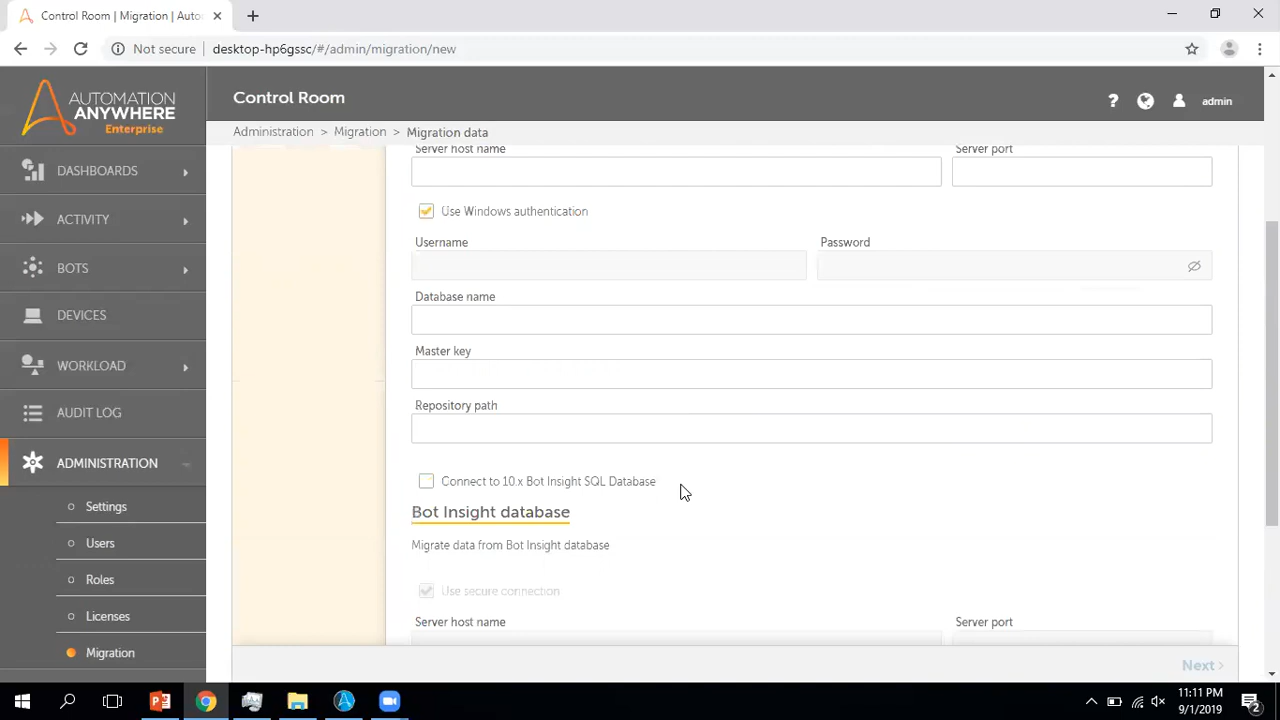 Control Room | Migration | Auto
Not secure
desktop-hp6gssc/#/admin/migration/new
AUTOMATION
ANYWHERE
Enterprise
Control Room
? admin
Administration > Migration > Migration data
DASHBOARDS
ACTIVITY
BOTS
DEVICES
WORKLOAD
AUDIT LOG
ADMINISTRATION
Settings
Users
Roles
Licenses
Migration
Server host name
Server port
Use Windows authentication
Username
Password
Database name
Master key
Repository path
Connect to 10.x Bot Insight SQL Database
Bot Insight database
Migrate data from Bot Insight database
Use secure connection
Server host name
Server port
Next >
11:11 PM
9/1/2019
2